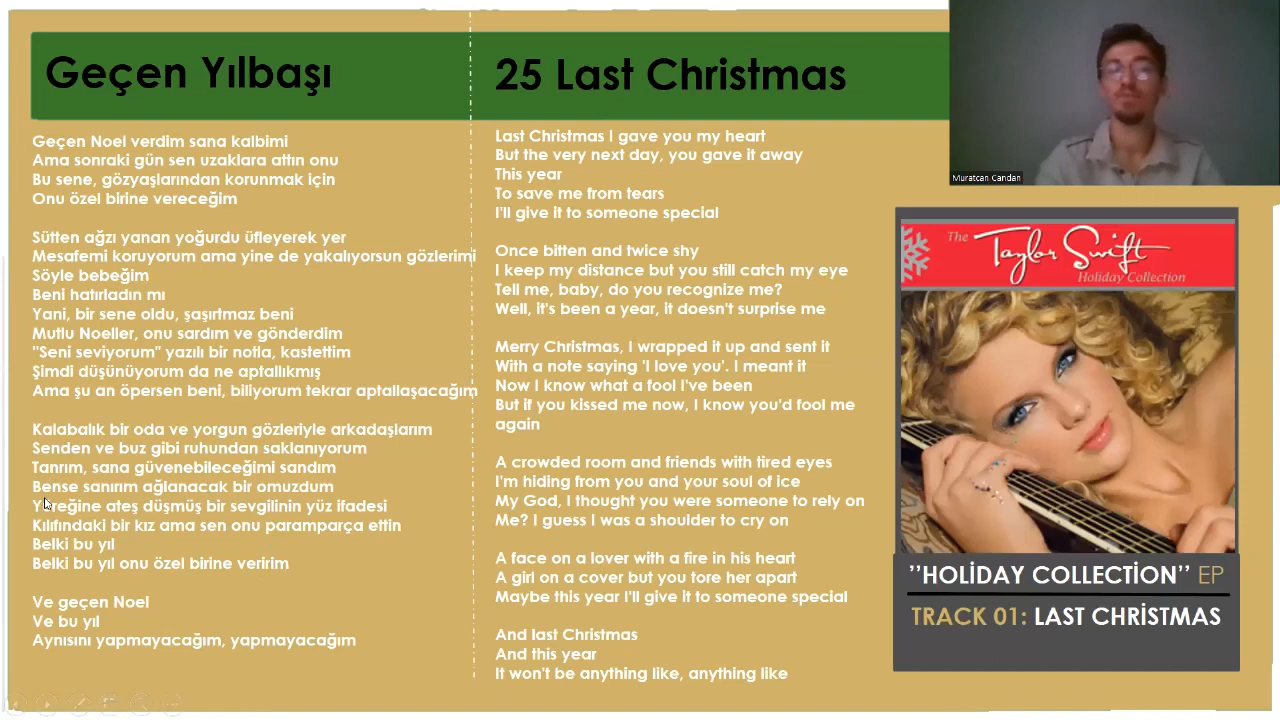 Geçen Yılbaşı
Geçen Noel verdim sana kalbimi
Ama sonraki gün sen uzaklara attın onu
Bu sene, gözyaşlarından korunmak için
Onu özel birine vereceğim
Sütten ağzı yanan yoğurdu üfleyerek yer
Mesafemi koruyorum ama yine de yakalıyorsun gözlerimi
Söyle bebeğim
Beni hatırladın mı
Yani, bir sene oldu, şaşırtmaz beni
Mutlu Noeller, onu sardım ve gönderdim
"Seni seviyorum" yazılı bir notla, kastettim
Şimdi düşünüyorum da ne aptallıkmış
Ama şu an öpersen beni, biliyorum tekrar aptallaşacağım
Kalabalık bir oda ve yorgun gözleriyle arkadaşlarım
Senden ve buz gibi ruhundan saklanıyorum
Tanrım, sana güvenebileceğimi sandım
Bense sanırım ağlanacak bir omuzdum
Yüreğine ateş düşmüş bir sevgilinin yüz ifadesi
Kılıfındaki bir kız ama sen onu paramparça ettin
Belki bu yıl
Belki bu yıl onu özel birine veririm
Ve geçen Noel
Ve bu yıl
Aynısını yapmayacağım, yapmayacağım
25 Last Christmas
Last Christmas I gave you my heart
But the very next day, you gave it away
This year
To save me from tears
I'll give it to someone special
Once bitten and twice shy
I keep my distance but you still catch my eye
Tell me, baby, do you recognize me?
Well, it's been a year, it doesn't surprise me
Merry Christmas, I wrapped it up and sent it
With a note saying 'I love you'. I meant it
Now I know what a fool I've been
But if you kissed me now, I know you'd fool me
again
A crowded room and friends with tired eyes
I'm hiding from you and your soul of ice
My God, I thought you were someone to rely on
Me? I guess I was a shoulder to cry on
A face on a lover with a fire in his heart
A girl on a cover but you tore her apart
Maybe this year I'll give it to someone special
And last Christmas
And this year
It won't be anything like, anything like
Muratcan Candan
The
Taylor Swift
Holiday Collection
’’HOLİDAY COLLECTİON’’ EP
TRACK 01: LAST CHRİSTMAS